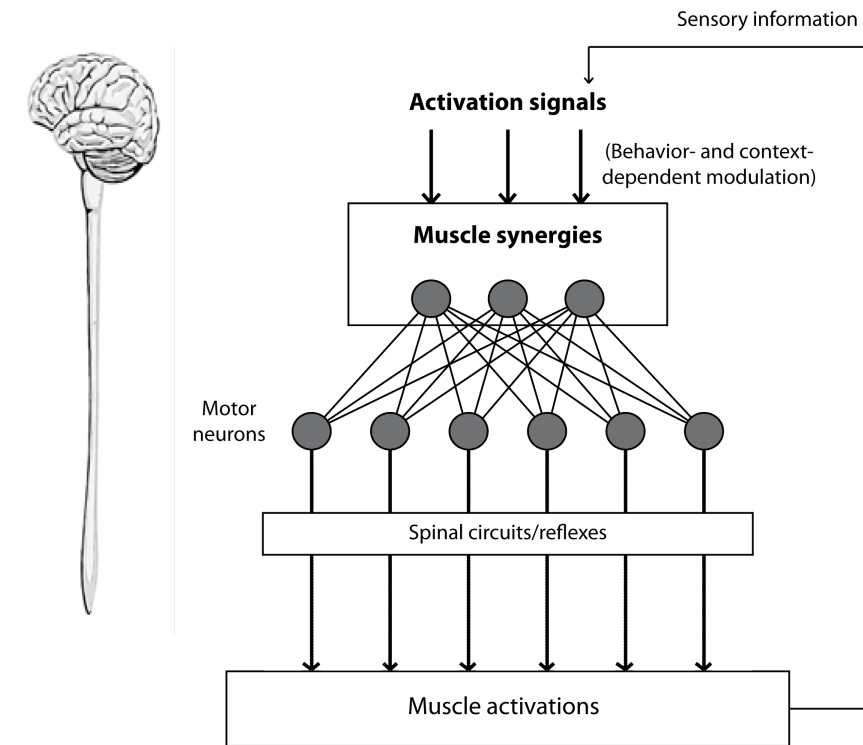 Sensory information
Activation signals
(Behavior- and context-
dependent modulation)
Muscle synergies
Motor
neurons
Spinal circuits/reflexes
Muscle activations